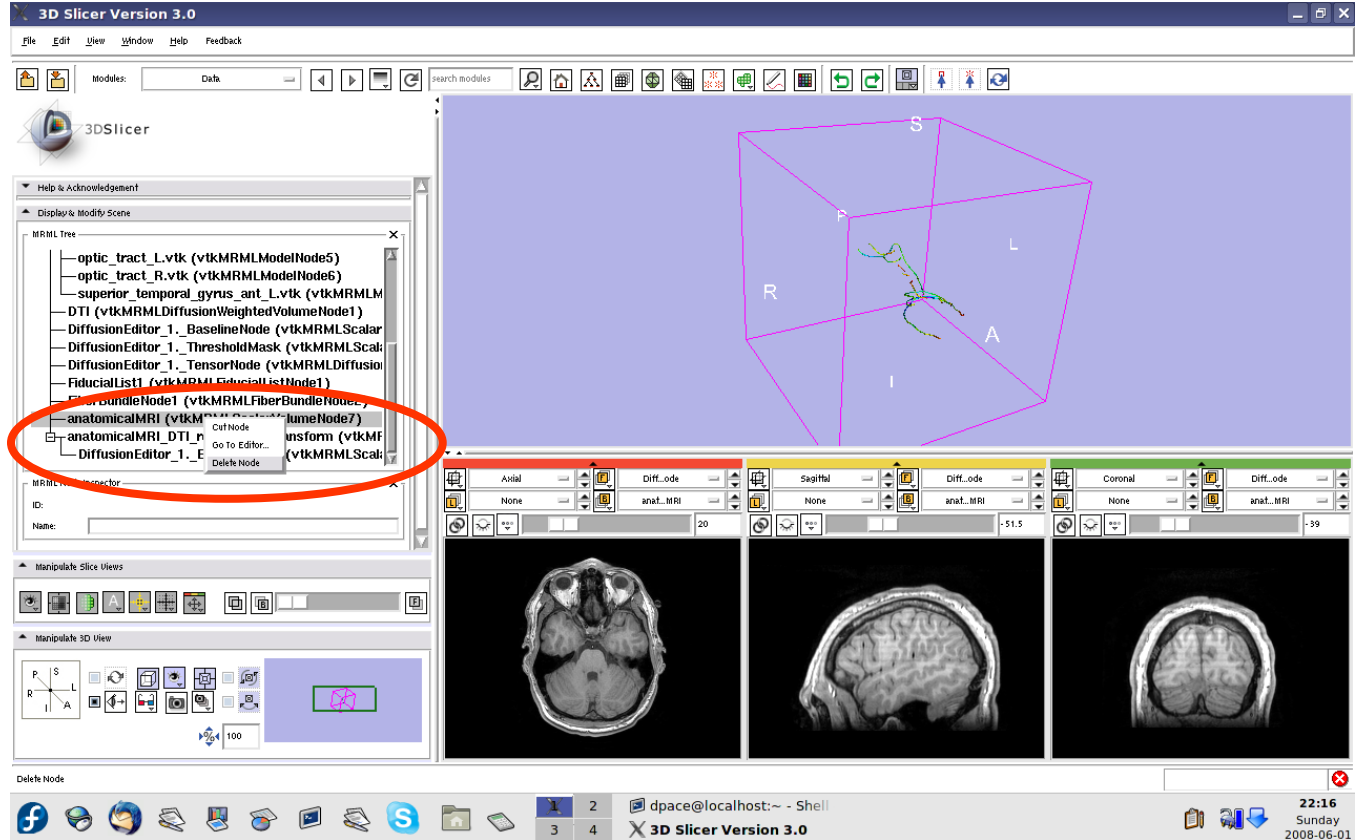 3D Slicer Version 3.0
File Edit View Window Help Feedback
Modules: Data search modules
3DSlicer
Help & Acknowledgement
Display & Modify Scene
MRML Tree
optic_tract_L.vtk (vtkMRMLModelNode5)
optic_tract_R.vtk (vtkMRMLModelNode6)
superior_temporal_gyrus_ant_L.vtk (vtkMRMLM
DTI (vtkMRMLDiffusionWeightedVolumeNode1)
DiffusionEditor_1._BaselineNode (vtkMRMLScalar
DiffusionEditor_1._ThresholdMask (vtkMRMLScala
DiffusionEditor_1._TensorNode (vtkMRMLDiffusion
FiducialList1 (vtkMRMLFiducialListNode1)
FiberBundleNode1 (vtkMRMLFiberBundleNode2)
anatomicalMRI (vtkMRMLScalarVolumeNode7)
anatomicalMRI_DTI_r ansform (vtkMR
DiffusionEditor_1._B (vtkMRMLScala
Cut Node
Go To Editor...
Delete Node
MRML Node Inspector
ID:
Name:
Manipulate Slice Views
A B F
Manipulate 3D View
P S R L I A
% 100
S
P
L
R
A
I
Axial F Diff...ode
L None B anat...MRI
20
Sagittal F Diff...ode
L None B anat...MRI
-51.5
Coronal F Diff...ode
L None B anat...MRI
-39
Delete Node
1 2
3 4
dpace@localhost:~ - Shell
3D Slicer Version 3.0
22:16
Sunday
2008-06-01